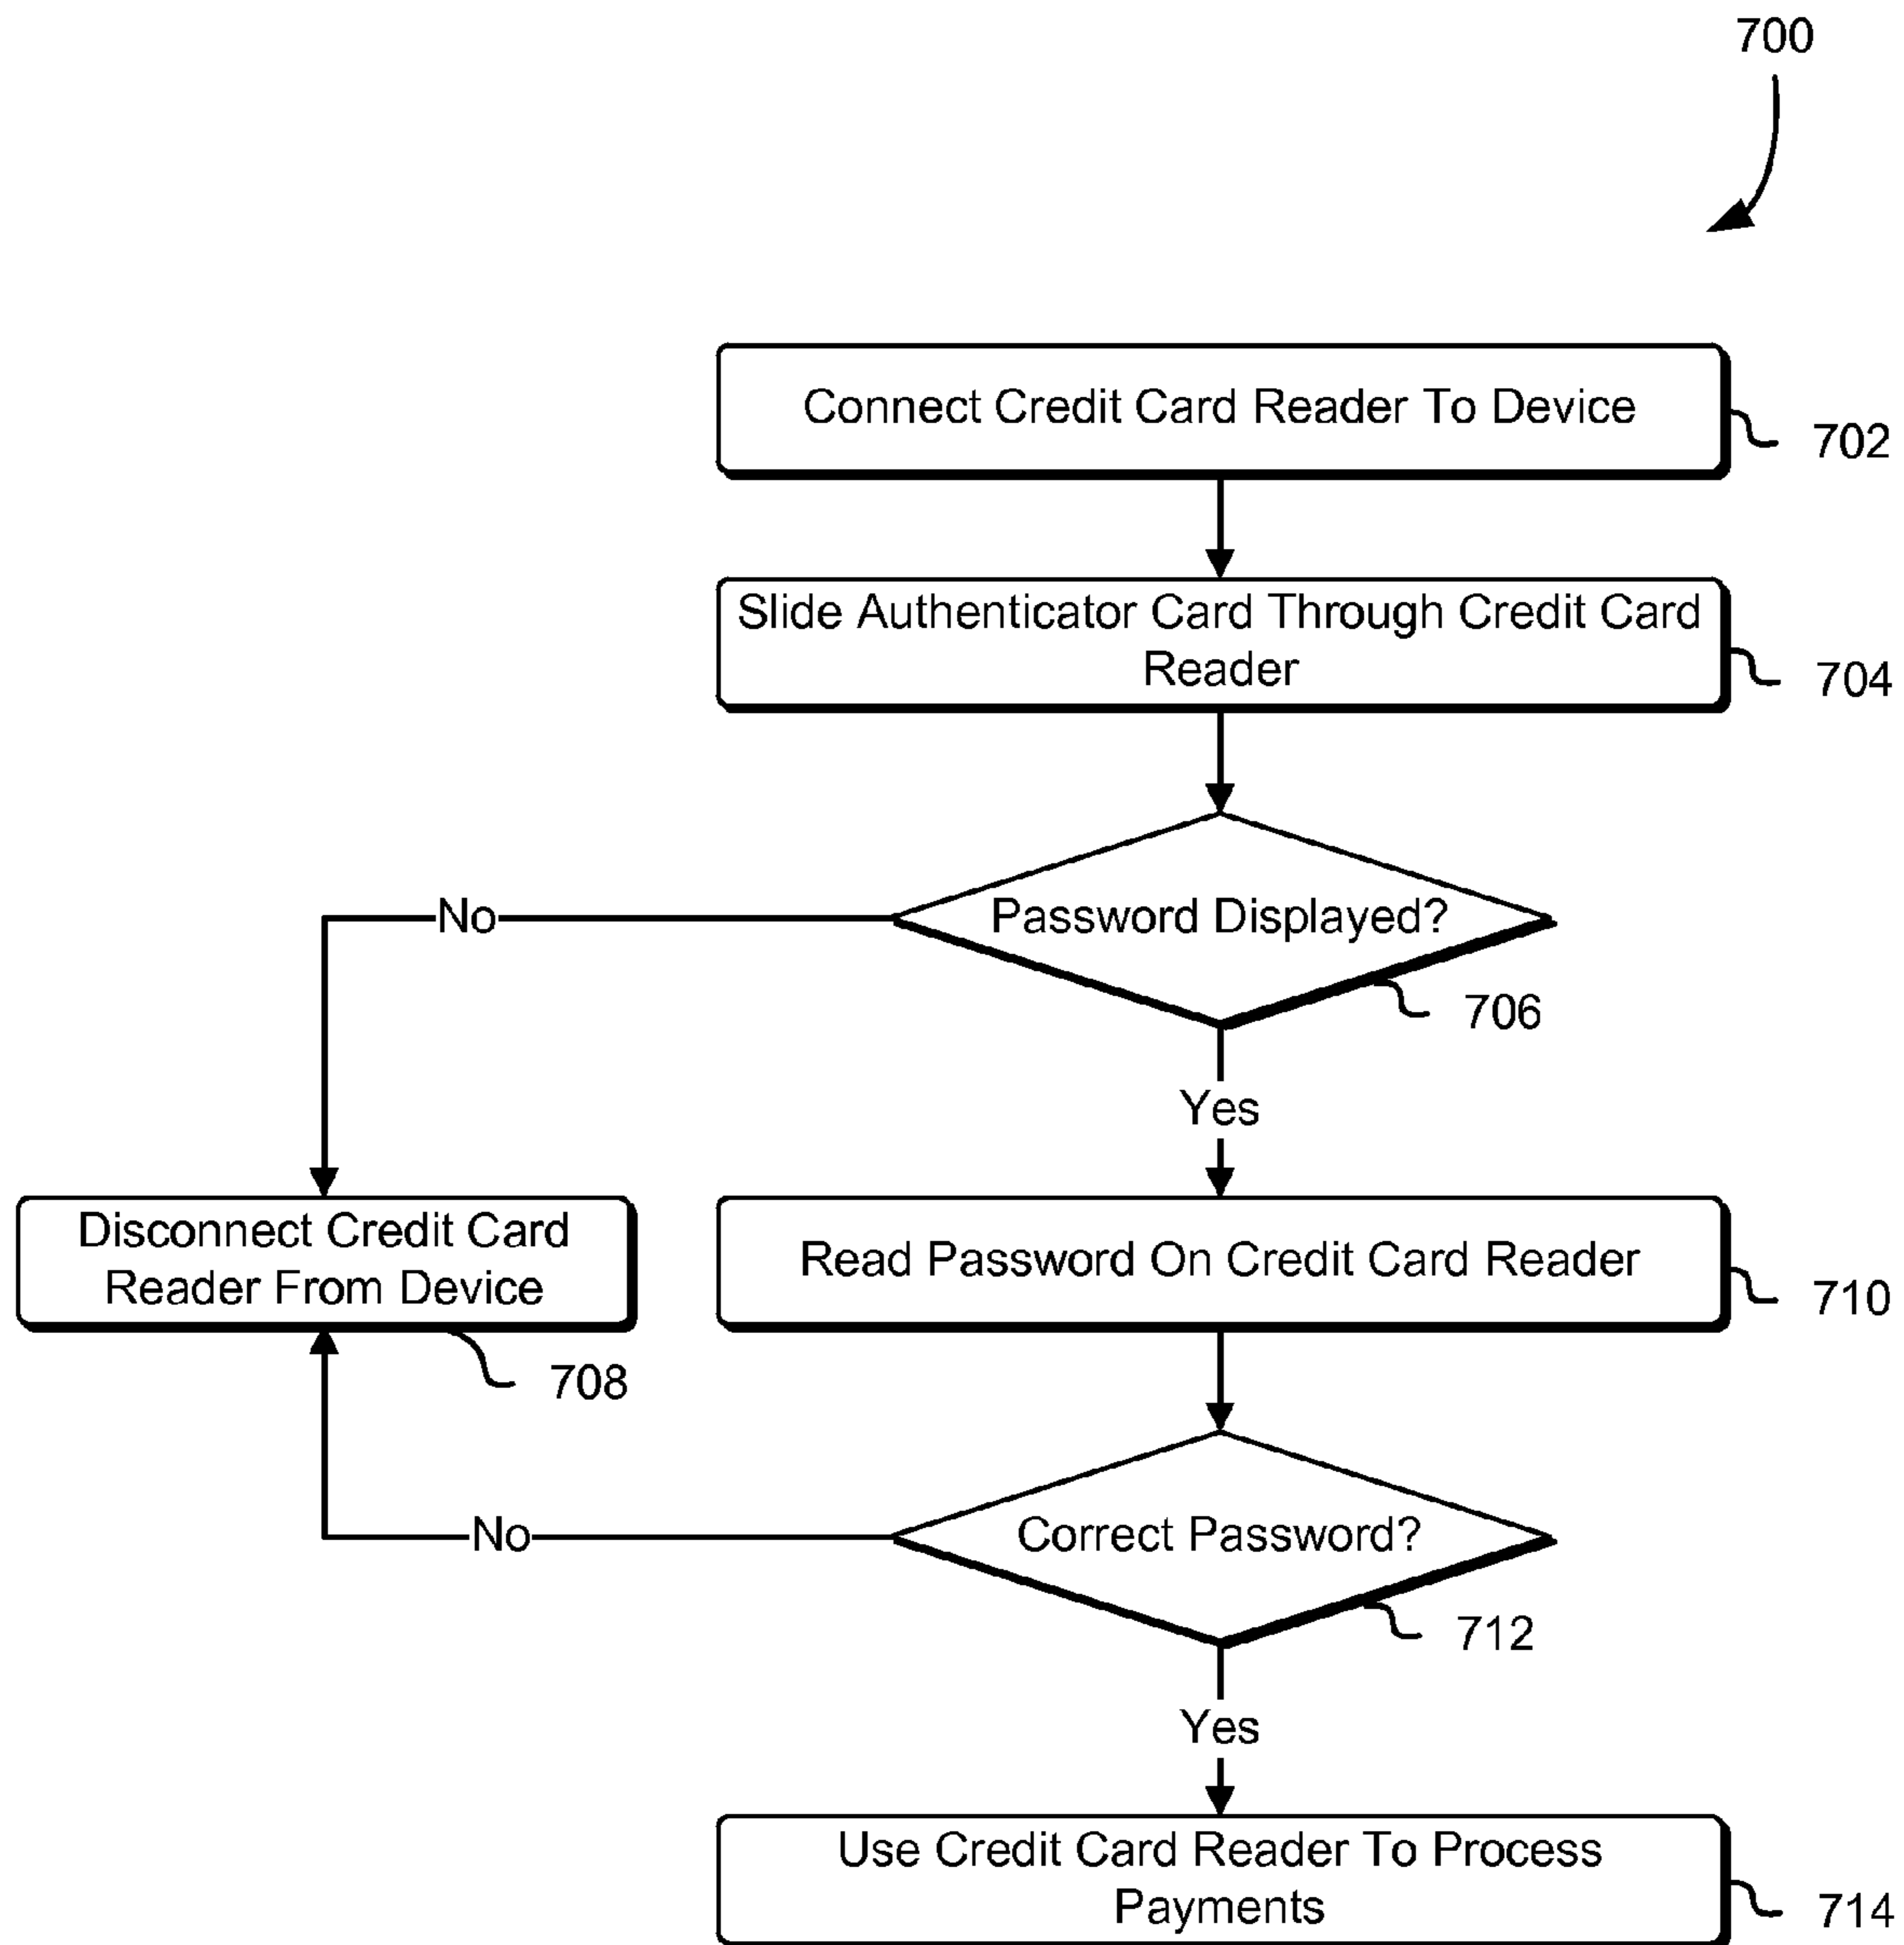 700
Connect Credit Card Reader To Device
702
Slide Authenticator Card Through Credit Card
Reader
704
Password Displayed?
No
706
Yes
Disconnect Credit Card
Reader From Device
708
Read Password On Credit Card Reader
710
Correct Password?
No
712
Yes
Use Credit Card Reader To Process
Payments
714